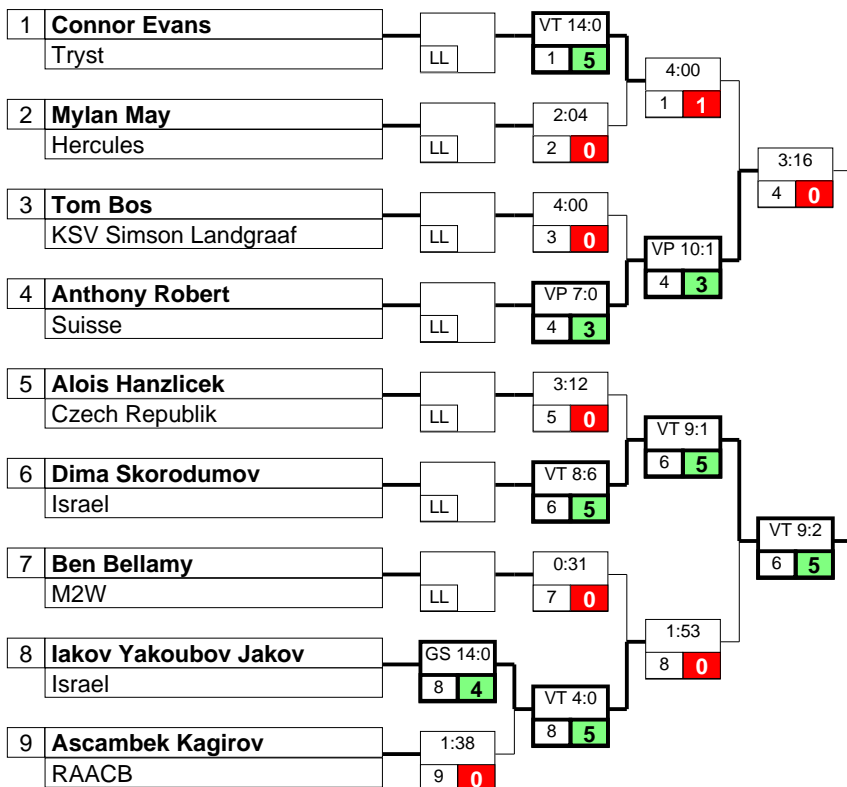 1 Connor Evans
Tryst
LL
VT 14:0
1 5
4:00
1 1
2 Mylan May
Hercules
LL
2:04
2 0
3:16
4 0
3 Tom Bos
KSV Simson Landgraaf
LL
4:00
3 0
VP 10:1
4 3
4 Anthony Robert
Suisse
LL
VP 7:0
4 3
5 Alois Hanzlicek
Czech Republik
LL
3:12
5 0
VT 9:1
6 5
6 Dima Skorodumov
Israel
LL
VT 8:6
6 5
VT 9:2
6 5
7 Ben Bellamy
M2W
LL
0:31
7 0
1:53
8 0
8 Iakov Yakoubov Jakov
Israel
GS 14:0
8 4
VT 4:0
8 5
9 Ascambek Kagirov
RAACB
1:38
9 0